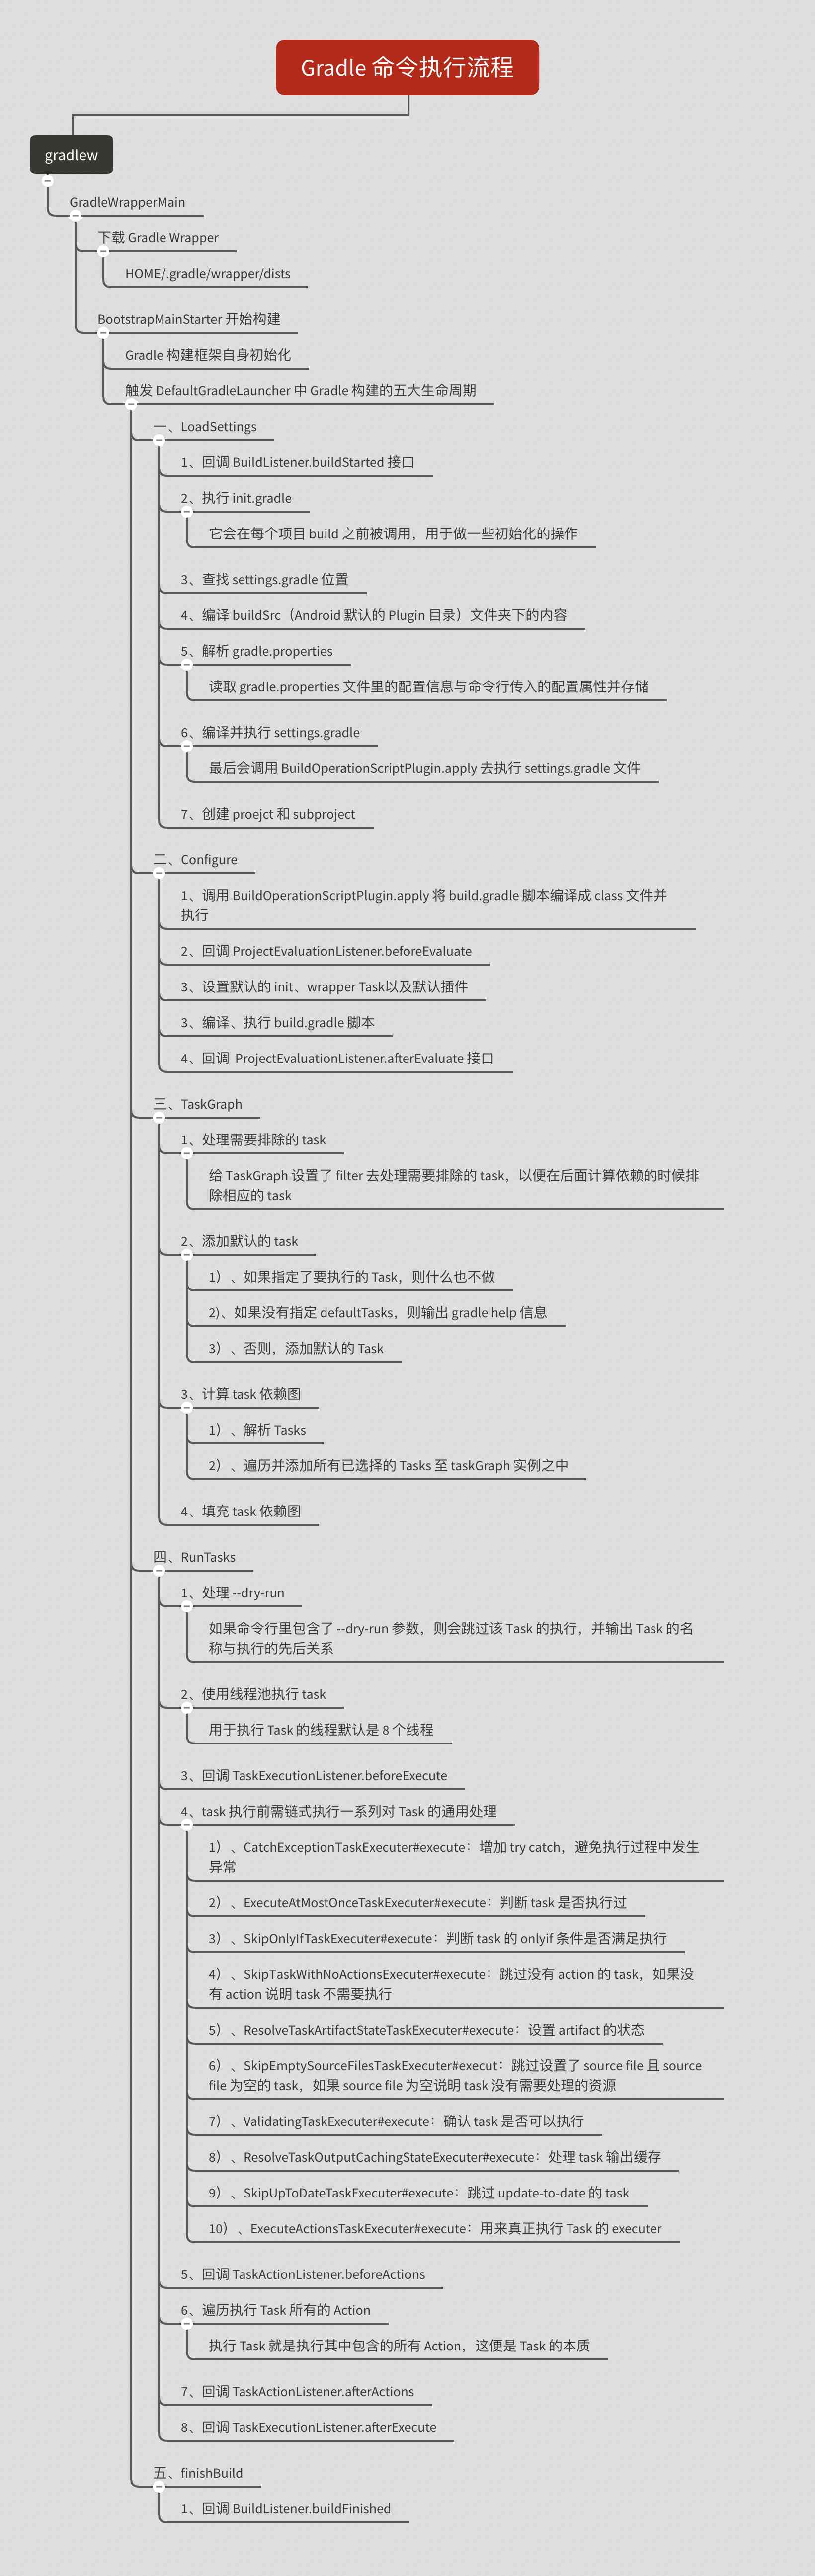 Gradle 命令执行流程
gradlew
GradleWrapperMain
下载 Gradle Wrapper
HOME/.gradle/wrapper/dists
BootstrapMainStarter 开始构建
Gradle 构建框架自身初始化
触发 DefaultGradleLauncher 中 Gradle 构建的五大生命周期
一、LoadSettings
1、回调 BuildListener.buildStarted 接口
2、执行 init.gradle
它会在每个项目 build 之前被调用，用于做一些初始化的操作
3、查找 settings.gradle 位置
4、编译 buildSrc（Android 默认的 Plugin 目录）文件夹下的内容
5、解析 gradle.properties
读取 gradle.properties 文件里的配置信息与命令行传入的配置属性并存储
6、编译并执行 settings.gradle
最后会调用 BuildOperationScriptPlugin.apply 去执行 settings.gradle 文件
7、创建 proejct 和 subproject
二、Configure
1、调用 BuildOperationScriptPlugin.apply 将 build.gradle 脚本编译成 class 文件并
执行
2、回调 ProjectEvaluationListener.beforeEvaluate
3、设置默认的 init、wrapper Task以及默认插件
3、编译、执行 build.gradle 脚本
4、回调  ProjectEvaluationListener.afterEvaluate 接口
三、TaskGraph
1、处理需要排除的 task
给 TaskGraph 设置了 filter 去处理需要排除的 task，以便在后面计算依赖的时候排
除相应的 task
2、添加默认的 task
1）、如果指定了要执行的 Task，则什么也不做
2)、如果没有指定 defaultTasks，则输出 gradle help 信息
3）、否则，添加默认的 Task
3、计算 task 依赖图
1）、解析 Tasks
2）、遍历并添加所有已选择的 Tasks 至 taskGraph 实例之中
4、填充 task 依赖图
四、RunTasks
1、处理 --dry-run
如果命令行里包含了 --dry-run 参数，则会跳过该 Task 的执行，并输出 Task 的名
称与执行的先后关系
2、使用线程池执行 task
用于执行 Task 的线程默认是 8 个线程
3、回调 TaskExecutionListener.beforeExecute
4、task 执行前需链式执行一系列对 Task 的通用处理
1）、CatchExceptionTaskExecuter#execute：增加 try catch，避免执行过程中发生
异常
2）、ExecuteAtMostOnceTaskExecuter#execute：判断 task 是否执行过
3）、SkipOnlyIfTaskExecuter#execute：判断 task 的 onlyif 条件是否满足执行
4）、SkipTaskWithNoActionsExecuter#execute：跳过没有 action 的 task，如果没
有 action 说明 task 不需要执行
5）、ResolveTaskArtifactStateTaskExecuter#execute：设置 artifact 的状态
6）、SkipEmptySourceFilesTaskExecuter#execut：跳过设置了 source file 且 source
file 为空的 task，如果 source file 为空说明 task 没有需要处理的资源
7）、ValidatingTaskExecuter#execute：确认 task 是否可以执行
8）、ResolveTaskOutputCachingStateExecuter#execute：处理 task 输出缓存
9）、SkipUpToDateTaskExecuter#execute：跳过 update-to-date 的 task
10）、ExecuteActionsTaskExecuter#execute：用来真正执行 Task 的 executer
5、回调 TaskActionListener.beforeActions
6、遍历执行 Task 所有的 Action
执行 Task 就是执行其中包含的所有 Action，这便是 Task 的本质
7、回调 TaskActionListener.afterActions
8、回调 TaskExecutionListener.afterExecute
五、finishBuild
1、回调 BuildListener.buildFinished